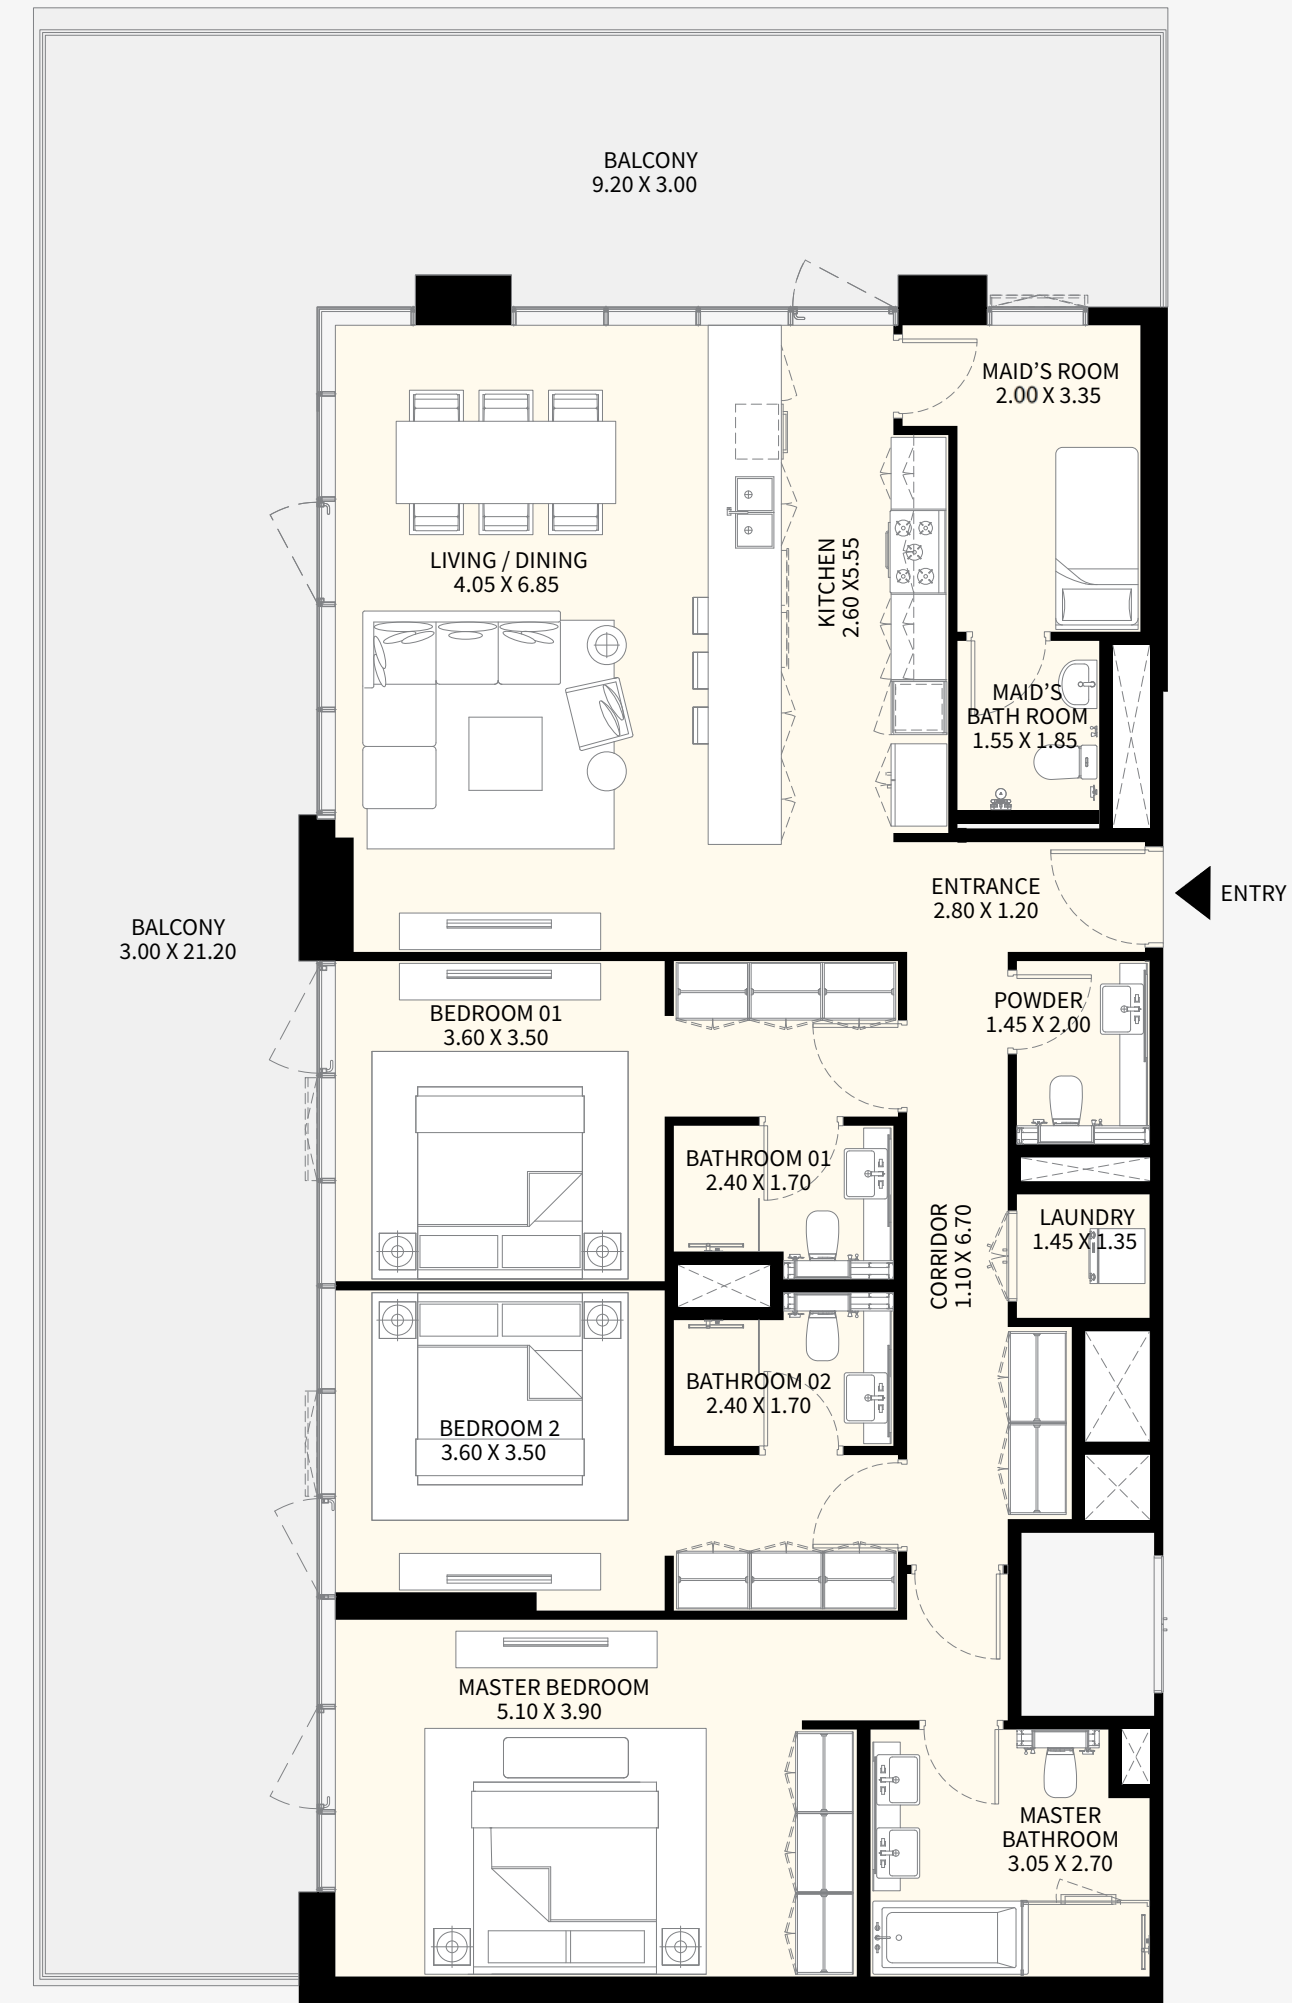 BALCONY
9.20 X 3.00
MAID’S ROOM
2.00 X 3.35
LIVING / DINING
4.05 X 6.85
KITCHEN
2.60 X5.55
MAID’S
BATH ROOM
1.55 X 1.85
ENTRANCE
2.80 X 1.20
ENTRY
BALCONY
3.00 X 21.20
BEDROOM 01
3.60 X 3.50
POWDER
1.45 X 2.00
BATHROOM 01
2.40 X 1.70
CORRIDOR
1.10 X 6.70
LAUNDRY
1.45 X 1.35
BATHROOM 02
2.40 X 1.70
BEDROOM 2
3.60 X 3.50
MASTER BEDROOM
5.10 X 3.90
MASTER
BATHROOM
3.05 X 2.70